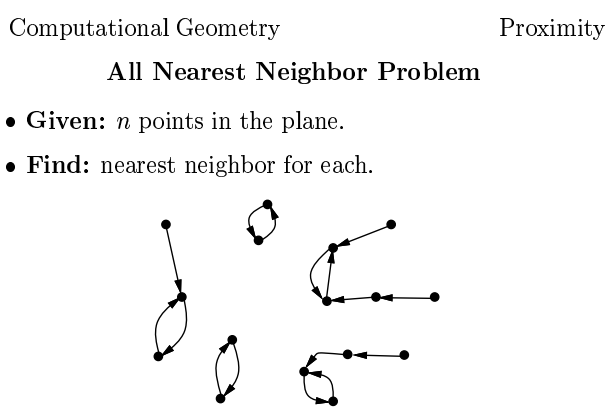 Computational Geometry Proximity
All Nearest Neighbor Problem
• Given: n points in the plane.
• Find: nearest neighbor for each.